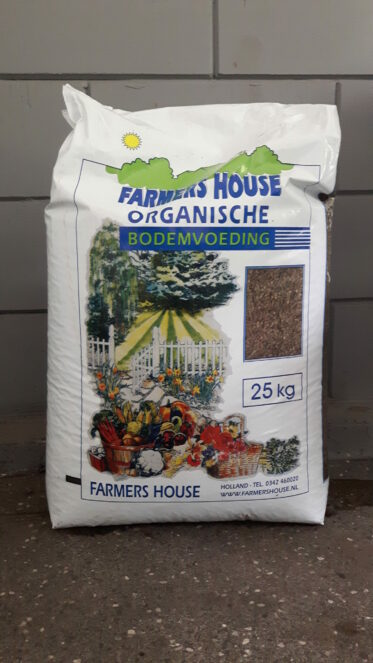 FARMERS HOUSE
ORGANISCHE
BODEMVOEDING
25 kg
FARMERS HOUSE
HOLLAND - TEL. 0342 460020
WWW.FARMERSHOUSE.NL